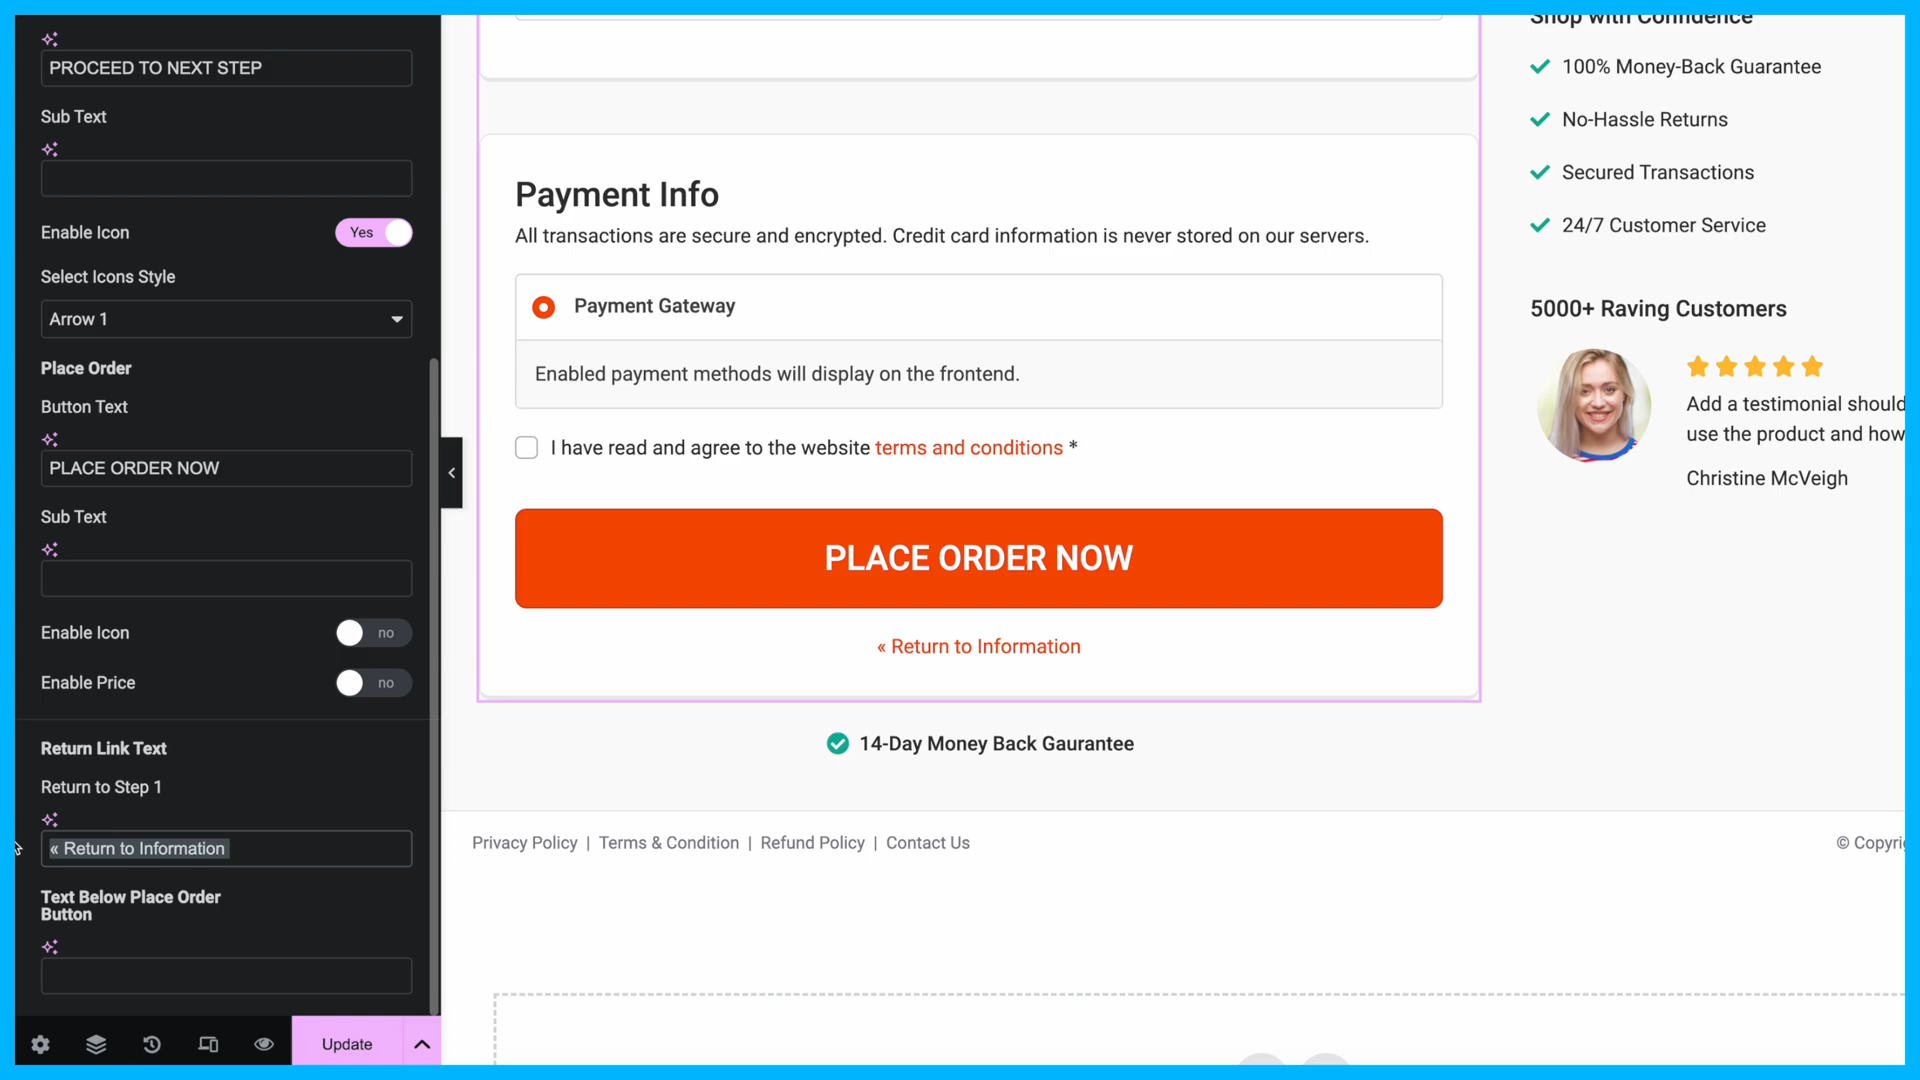 PROCEED TO NEXT STEP
Sub Text
Enable Icon
Yes
Select Icons Style
Arrow 1
Place Order
Button Text
PLACE ORDER NOW
Sub Text
Enable Icon
no
Enable Price
no
Return Link Text
Return to Step 1
« Return to Information
Text Below Place Order
Button
Update
Payment Info
All transactions are secure and encrypted. Credit card information is never stored on our servers.
Payment Gateway
Enabled payment methods will display on the frontend.
I have read and agree to the website terms and conditions *
PLACE ORDER NOW
« Return to Information
14-Day Money Back Gaurantee
Privacy Policy | Terms & Condition | Refund Policy | Contact Us
Shop with Confidence
100% Money-Back Guarantee
No-Hassle Returns
Secured Transactions
24/7 Customer Service
5000+ Raving Customers
Add a testimonial should
use the product and how
Christine McVeigh
©